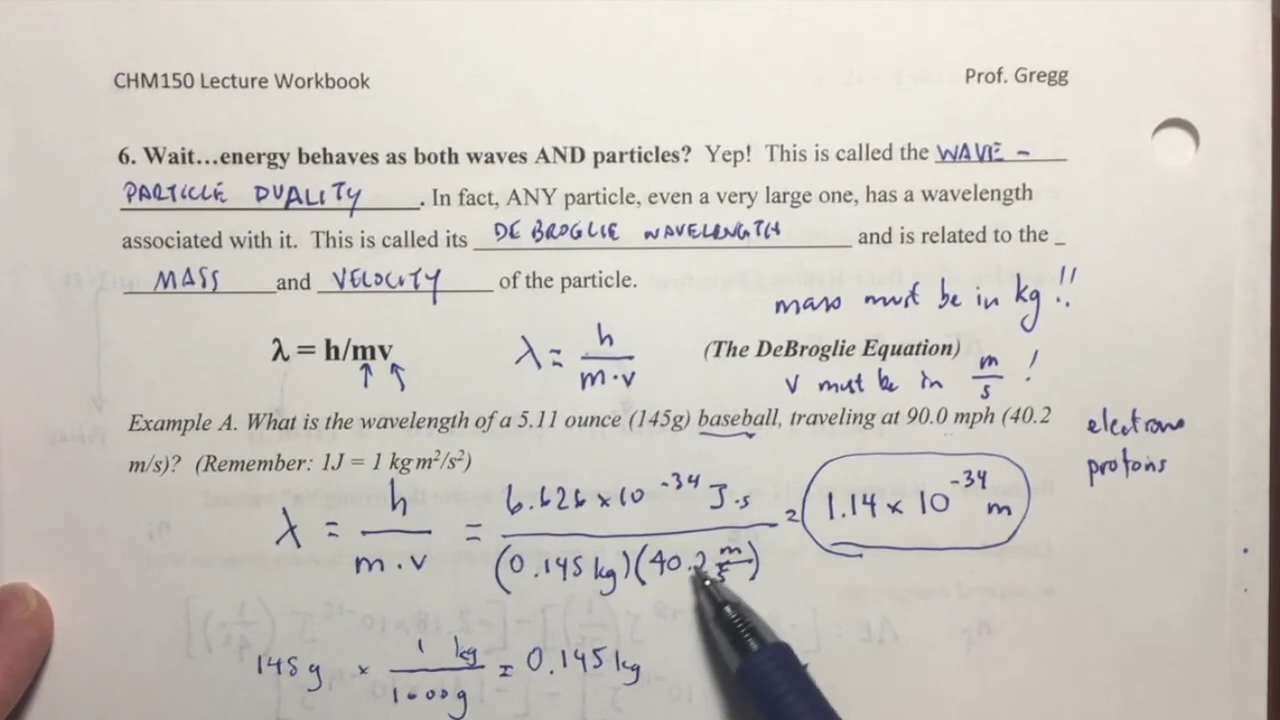 CHM150 Lecture Workbook
Prof. Gregg
6. Wait...energy behaves as both waves AND particles? Yep! This is called the WAVE -
PARTICLE DUALITY. In fact, ANY particle, even a very large one, has a wavelength
associated with it. This is called its DE BROGLIE WAVELENGTH and is related to the _
MASS and VELOCITY of the particle.
mass must be in kg !!
λ = h/mv
λ = h / m·v
(The DeBroglie Equation)
v must be in m/s !
Example A. What is the wavelength of a 5.11 ounce (145g) baseball, traveling at 90.0 mph (40.2
m/s)? (Remember: 1J = 1 kgm²/s²)
electrons
protons
λ = h / m·v = 6.626 × 10⁻³⁴ J·s / (0.145 kg)(40.2 m/s) = 1.14 × 10⁻³⁴ m
145g × 1 kg / 1000g = 0.145 kg